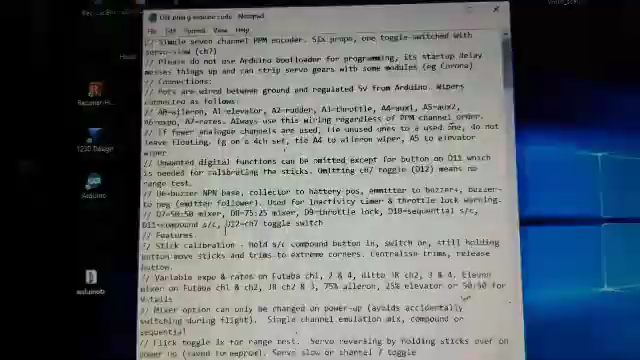 File Edit Format View Help
// Simple seven channel PPM encoder. Six props, one toggle-switched with
servo-slow (ch7)
// Please do not use Arduino bootloader for programming, its startup delay
messes things up and can strip servo gears with some modules (eg Corona)
// Connections:
// Pots are wired between ground and regulated 5v from Arduino. Wipers
connected as follows:
// A0-aileron, A1-elevator, A2-rudder, A3-throttle, A4-aux1, A5-aux2,
A6-expo, A7-rates. Always use this wiring regardless of PPM channel order.
// If fewer analogue channels are used, tie unused ones to a used one, do not
leave floating. Eg on a 4ch set, tie A4 to aileron wiper, A5 to elevator
wiper
// Unwanted digital functions can be omitted except for button on D11 which
is needed for calibrating the sticks. Omitting ch7 toggle (D12) means no
range test.
NPN base, collector to battery pos, emmitter to buzzer+, buzzer-
to neg (emitter follower). Used for inactivity timer & throttle lock warning.
// D7=50:50 mixer, D8=75:25 mixer, D9=throttle lock, D10=sequential s/c,
D11=compound s/c, D12=ch7 toggle switch
// Features
// Stick calibration - Hold s/c compound button in, switch on, still holding
button move sticks and trims to extreme corners. Centralise trims, release
button.
// Variable expo & rates on Futaba ch1, 2 & 4, ditto JR ch2, 3 & 4. Elevon
mixer on Futaba ch1 & ch2, JR ch2 & 3, 75% aileron, 25% elevator or 50:50 for
V-tails
// Mixer option can only be changed on power-up (avoids accidentally
switching during flight). Single channel emulation mix, compound or
sequential
// Flick toggle 3x for range test. Servo reversing by holding sticks over on
power up (saved to eeprom). Servo slow on channel 7 toggle
123D Design
Arduino